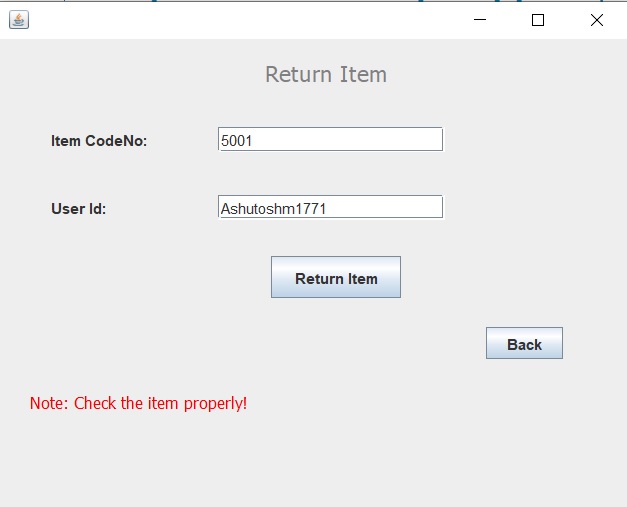 Return Item
Item CodeNo: 5001
User Id: Ashutoshm1771
Return Item
Back
Note: Check the item properly!